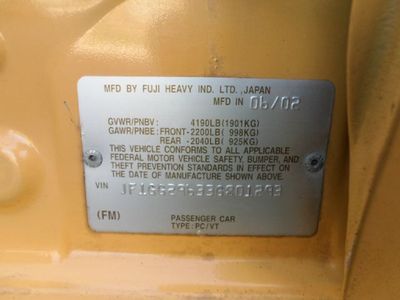 MFD BY FUJI HEAVY IND. LTD., JAPAN
MFD IN 06/02
GVWR/PNBV: 4190LB(1901KG)
GAWR/PNBE: FRONT-2200LB( 998KG)
REAR -2040LB( 925KG)
THIS VEHICLE CONFORMS TO ALL APPLICABLE
FEDERAL MOTOR VEHICLE SAFETY, BUMPER, AND
THEFT PREVENTION STANDARDS IN EFFECT ON
THE DATE OF MANUFACTURE SHOWN ABOVE.
VIN
(FM) PASSENGER CAR
TYPE: PC/VT